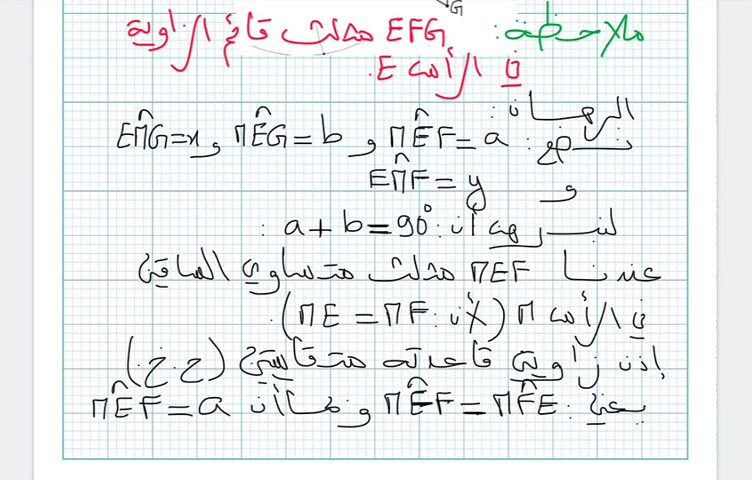 G
ملاحظة: EFG مثلث قائم الزاوية
في الرأس E.
البرهان:
نضع: MÊF=a و MÊG=b و EM̂G=x
و EM̂F=y
لنبرهن أن: a+b=90° :
عندنا MEF مثلث متساوي الساقين
في الرأس M (لأن: ME=MF).
إذن زاويتي قاعدته متقايستين (ح.خ)
يعني: MÊF=MF̂E وبما أن MÊF=a